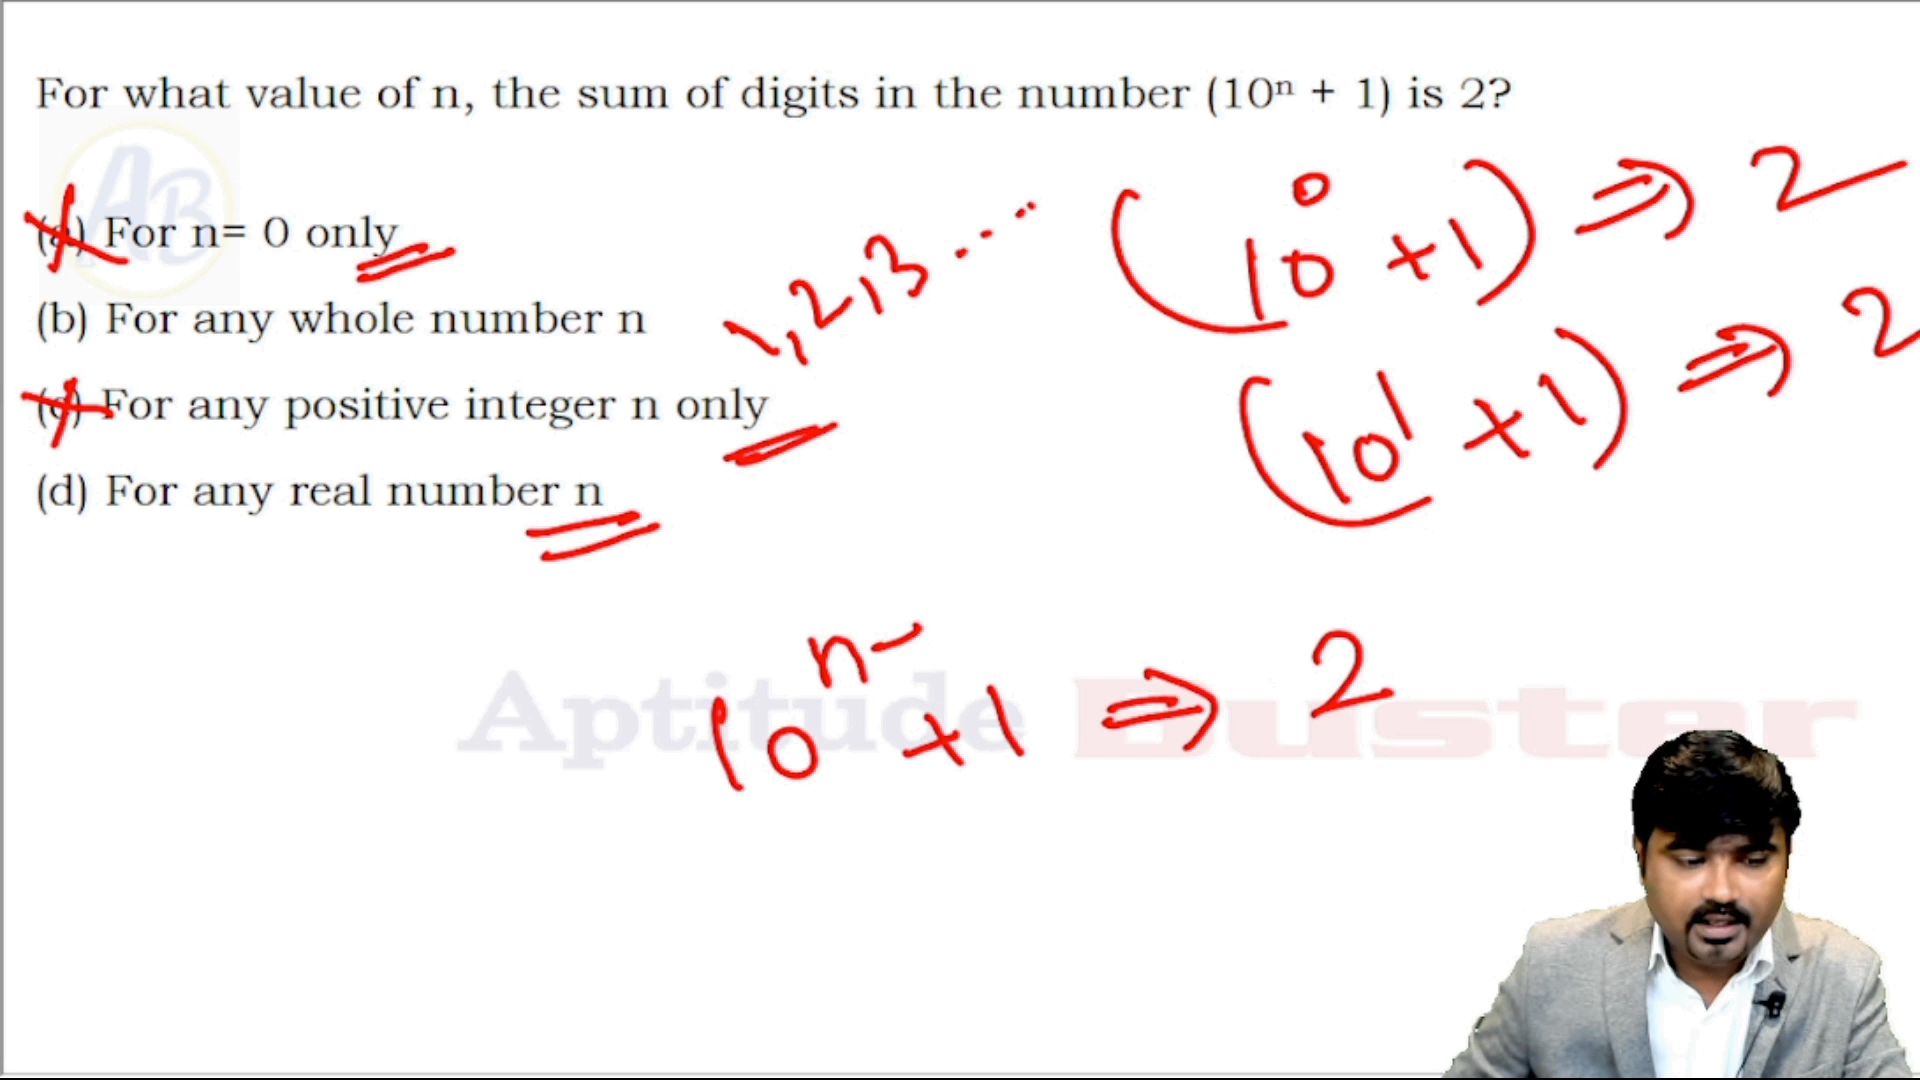 For what value of n, the sum of digits in the number (10ⁿ + 1) is 2?
AB
(a) For n= 0 only
(b) For any whole number n
(c) For any positive integer n only
(d) For any real number n
1, 2, 3 ....
(10⁰ +1) ⇒ 2
(10¹ +1) ⇒ 2
10ⁿ +1 ⇒ 2
Aptitude Buster